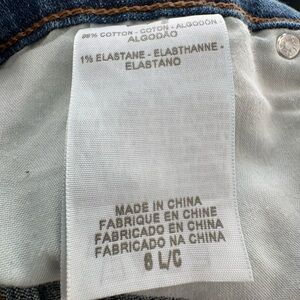 99% COTTON - COTON - ALGODÓN
ALGODÃO
1% ELASTANE - ELASTHANNE -
ELASTANO
MADE IN CHINA
FABRIQUE EN CHINE
FABRICADO EN CHINA
FABRICADO NA CHINA
6 L/C